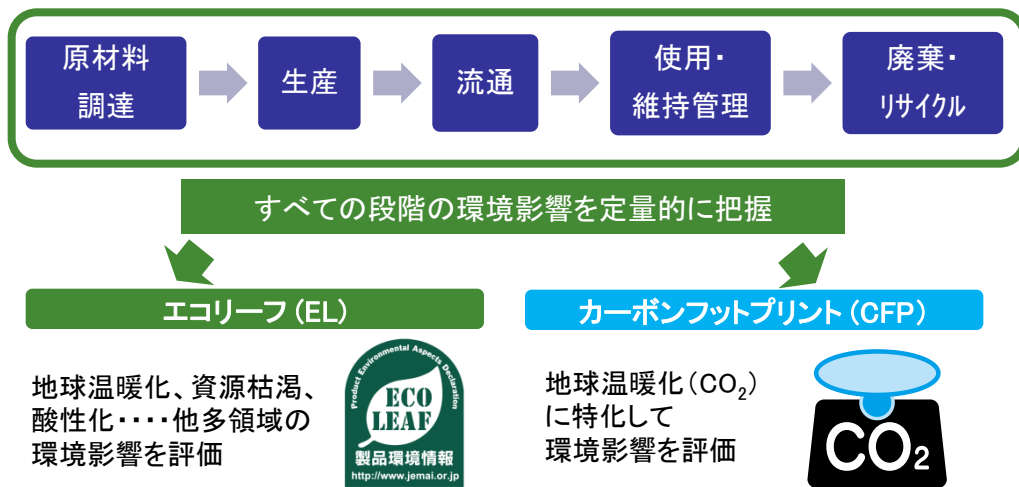 原材料
調達
生産
流通
使用・
維持管理
廃棄・
リサイクル
すべての段階の環境影響を定量的に把握
エコリーフ(EL)
地球温暖化、資源枯渇、
酸性化・・・・他多領域の
環境影響を評価
Product Environmental Aspects Declaration
ECO
LEAF
製品環境情報
http://www.jemai.or.jp
カーボンフットプリント(CFP)
地球温暖化(CO₂)
に特化して
環境影響を評価
CO₂